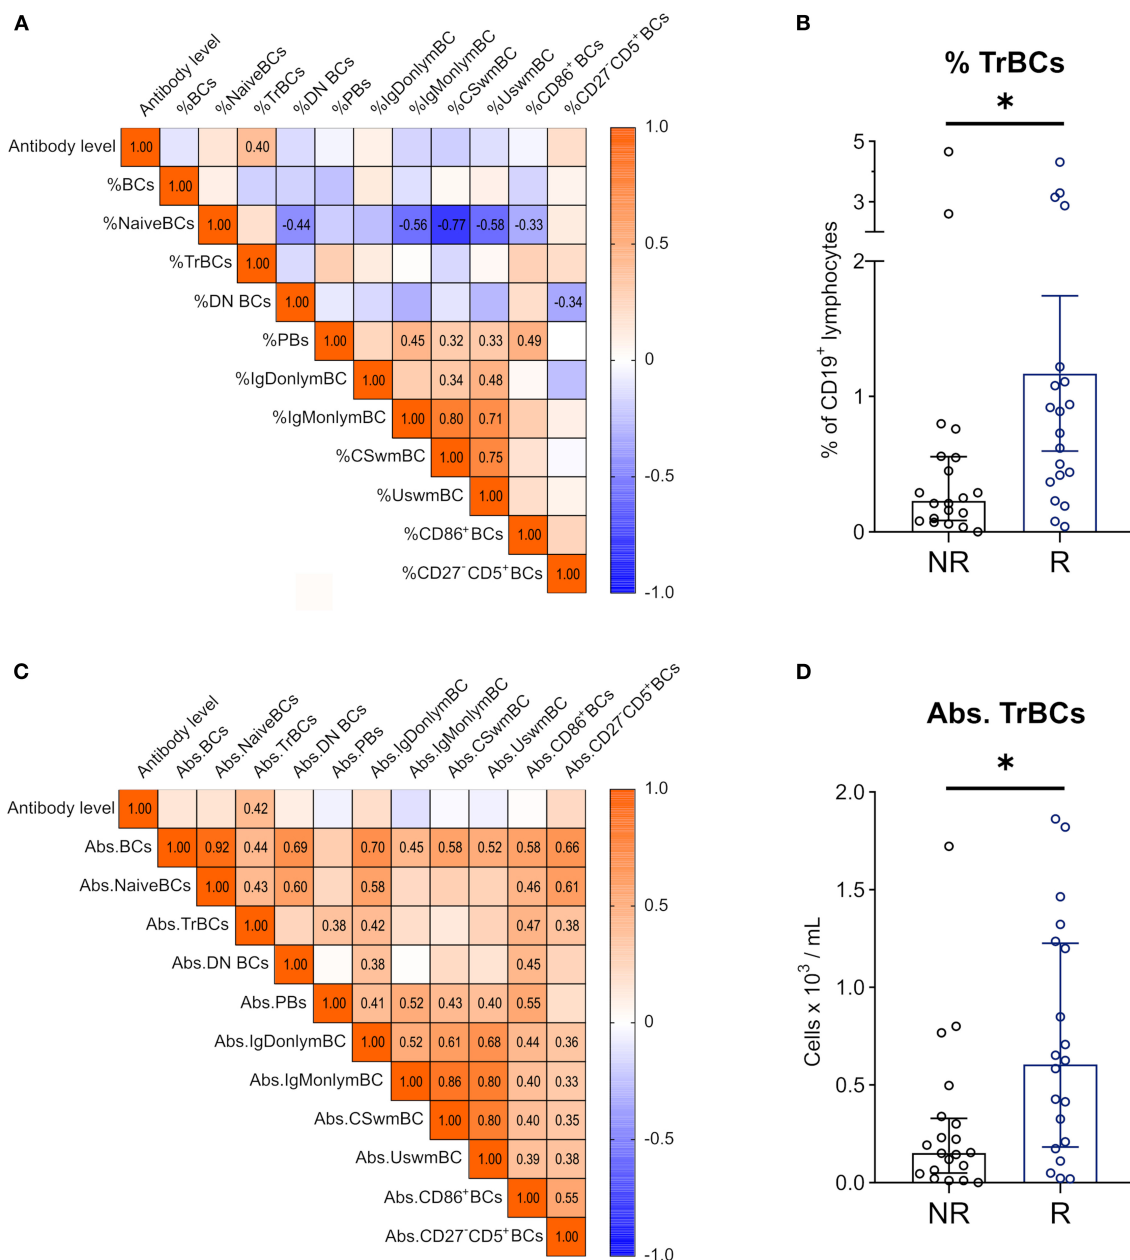 A
Antibody level
%BCs
%NaiveBCs
%TrBCs
%DN BCs
%PBs
%IgDonlymBC
%IgMonlymBC
%CSwmBC
%UswmBC
%CD86⁺BCs
%CD27⁻CD5⁺BCs
Antibody level 1.00 0.40
%BCs 1.00
%NaiveBCs 1.00 -0.44 -0.56 -0.77 -0.58 -0.33
%TrBCs 1.00
%DN BCs 1.00 -0.34
%PBs 1.00 0.45 0.32 0.33 0.49
%IgDonlymBC 1.00 0.34 0.48
%IgMonlymBC 1.00 0.80 0.71
%CSwmBC 1.00 0.75
%UswmBC 1.00
%CD86⁺BCs 1.00
%CD27⁻CD5⁺BCs 1.00
1.0
0.5
0
-0.5
-1.0
B
% TrBCs
*
% of CD19⁺ lymphocytes
5
3
2
1
0
NR R
C
Antibody level
Abs.BCs
Abs.NaiveBCs
Abs.TrBCs
Abs.DN BCs
Abs.PBs
Abs.IgDonlymBC
Abs.IgMonlymBC
Abs.CSwmBC
Abs.UswmBC
Abs.CD86⁺BCs
Abs.CD27⁻CD5⁺BCs
Antibody level 1.00 0.42
Abs.BCs 1.00 0.92 0.44 0.69 0.70 0.45 0.58 0.52 0.58 0.66
Abs.NaiveBCs 1.00 0.43 0.60 0.58 0.46 0.61
Abs.TrBCs 1.00 0.38 0.42 0.47 0.38
Abs.DN BCs 1.00 0.38 0.45
Abs.PBs 1.00 0.41 0.52 0.43 0.40 0.55
Abs.IgDonlymBC 1.00 0.52 0.61 0.68 0.44 0.36
Abs.IgMonlymBC 1.00 0.86 0.80 0.40 0.33
Abs.CSwmBC 1.00 0.80 0.40 0.35
Abs.UswmBC 1.00 0.39 0.38
Abs.CD86⁺BCs 1.00 0.55
Abs.CD27⁻CD5⁺BCs 1.00
1.0
0.5
0
-0.5
-1.0
D
Abs. TrBCs
*
Cells x 10³ / mL
2.0
1.5
1.0
0.5
0.0
NR R